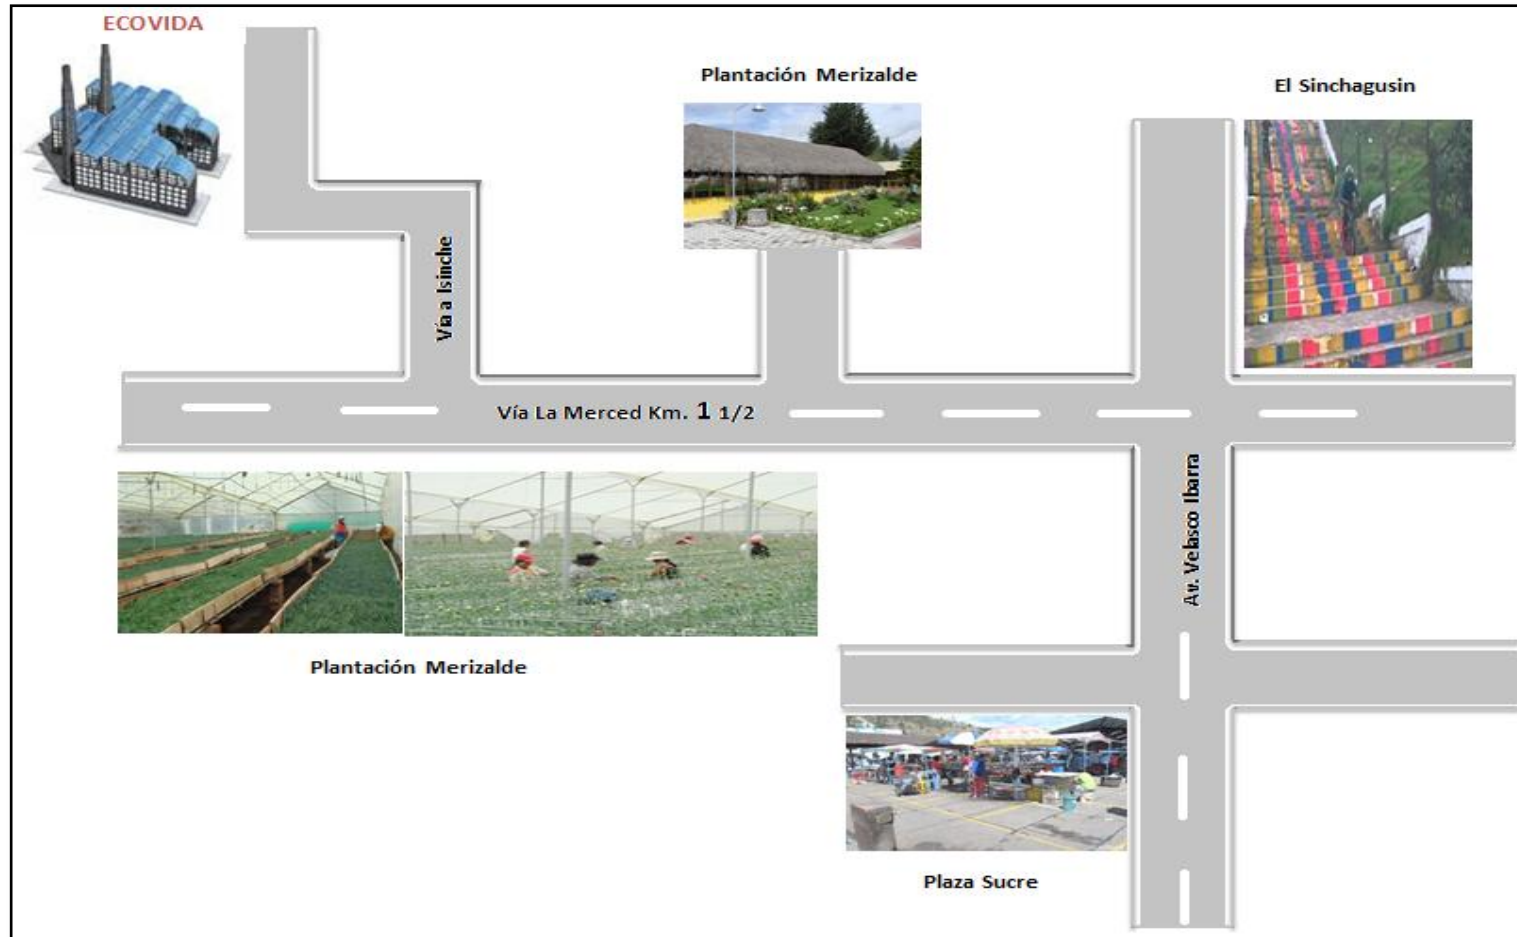 ECOVIDA
Plantación Merizalde
El Sinchagusin
Vía a Isinche
Vía La Merced Km. 1 1/2
Av. Velasco Ibarra
Plantación Merizalde
Plaza Sucre